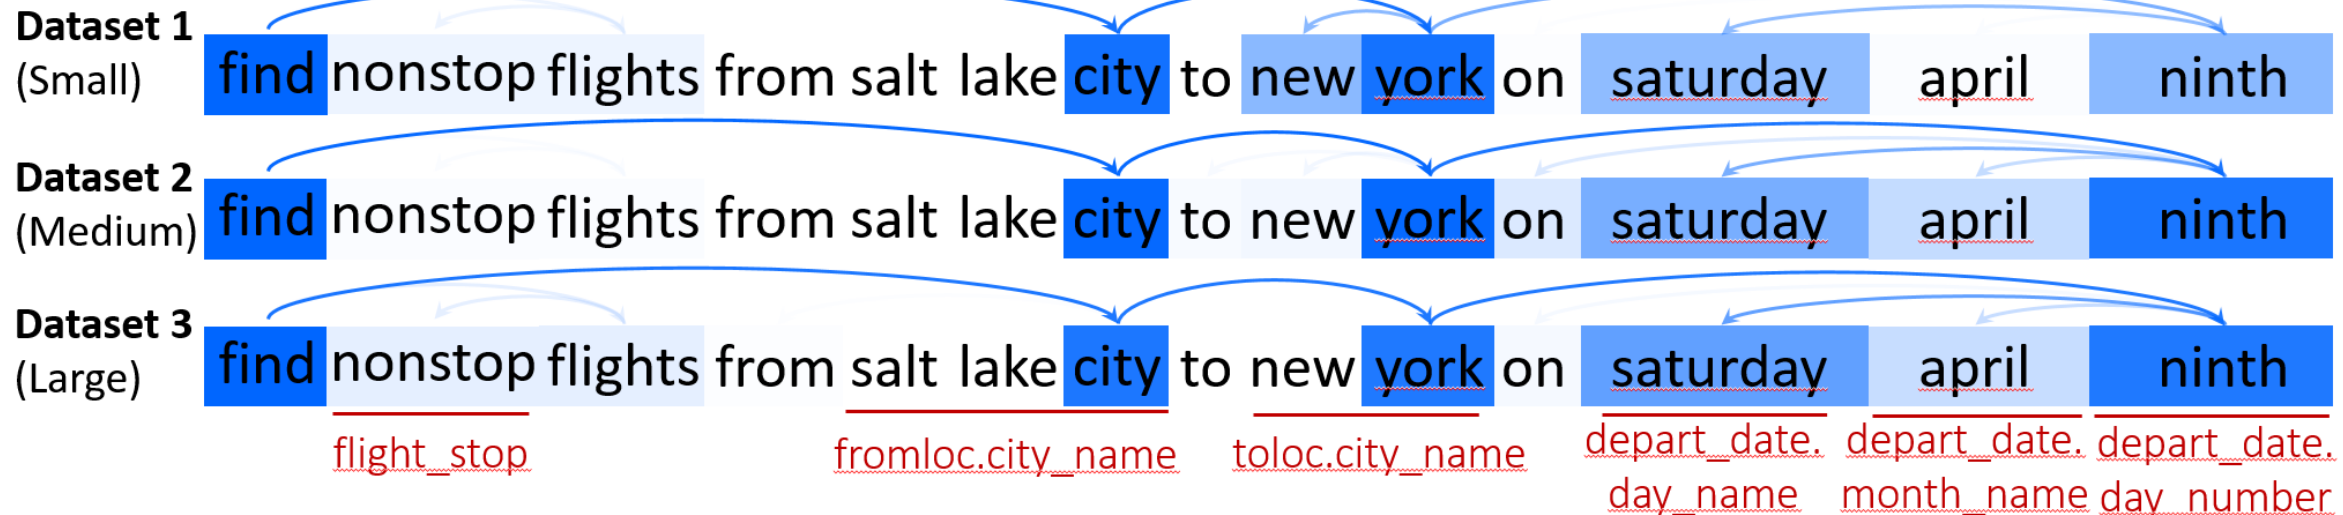 Dataset 1
(Small)
find nonstop flights from salt lake city to new york on saturday april ninth
Dataset 2
(Medium)
find nonstop flights from salt lake city to new york on saturday april ninth
Dataset 3
(Large)
find nonstop flights from salt lake city to new york on saturday april ninth
flight_stop
fromloc.city_name
toloc.city_name
depart_date.
day_name
depart_date.
month_name
depart_date.
day_number